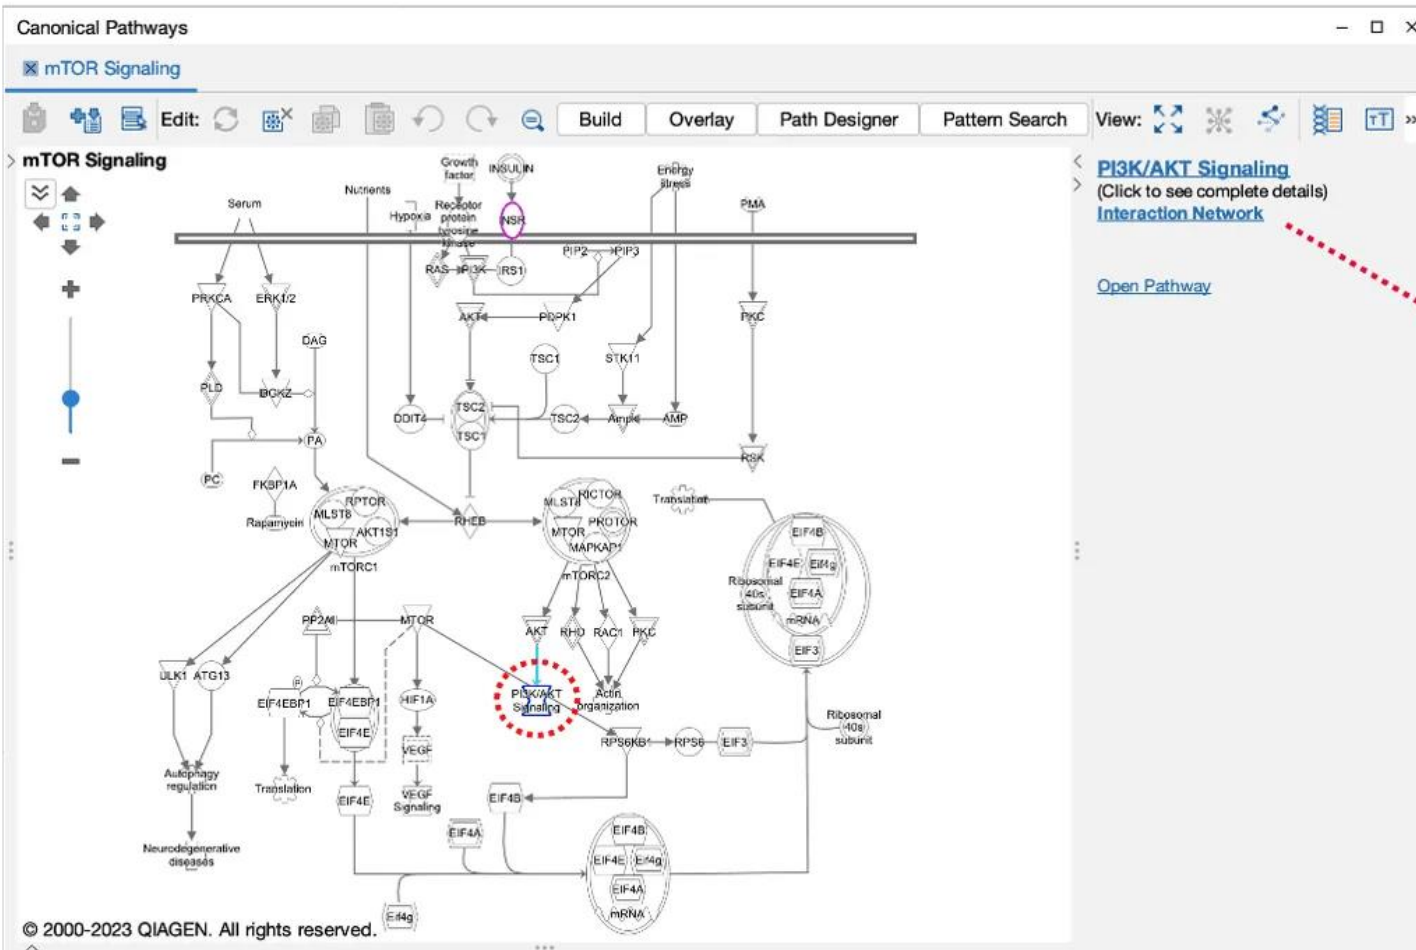 Canonical Pathways
mTOR Signaling
Edit:
Build
Overlay
Path Designer
Pattern Search
View:
mTOR Signaling
PI3K/AKT Signaling
(Click to see complete details)
Interaction Network
Open Pathway
Growth
factor
INSULIN
Energy
stress
Nutrients
Serum
Hypoxia
Receptor
protein
tyrosine
kinase
INSR
PMA
PIP2
PIP3
RAS
PI3K
IRS1
PRKCA
ERK1/2
AKT
PDPK1
PKC
DAG
TSC1
STK11
PLD
DGKZ
DDIT4
TSC2
TSC1
TSC2
Ampk
AMP
PA
RSK
PC
FKBP1A
Rapamycin
RPTOR
MLST8
AKT1S1
MTOR
mTORC1
RHEB
RICTOR
MLST8
PROTOR
MTOR
MAPKAP1
mTORC2
Translation
EIF4B
EIF4E
Eif4g
EIF4A
mRNA
EIF3
Ribosomal
40s
subunit
PP2A
MTOR
AKT
RHO
RAC1
PKC
ULK1
ATG13
P
EIF4EBP1
EIF4EBP1
EIF4E
HIF1A
PI3K/AKT
Signaling
Actin
organization
Ribosomal
40s
subunit
RPS6KB1
RPS6
EIF3
VEGF
Autophagy
regulation
Translation
EIF4E
VEGF
Signaling
EIF4B
EIF4A
EIF4B
EIF4E
Eif4g
EIF4A
mRNA
Neurodegenerative
diseases
Eif4g
© 2000-2023 QIAGEN. All rights reserved.